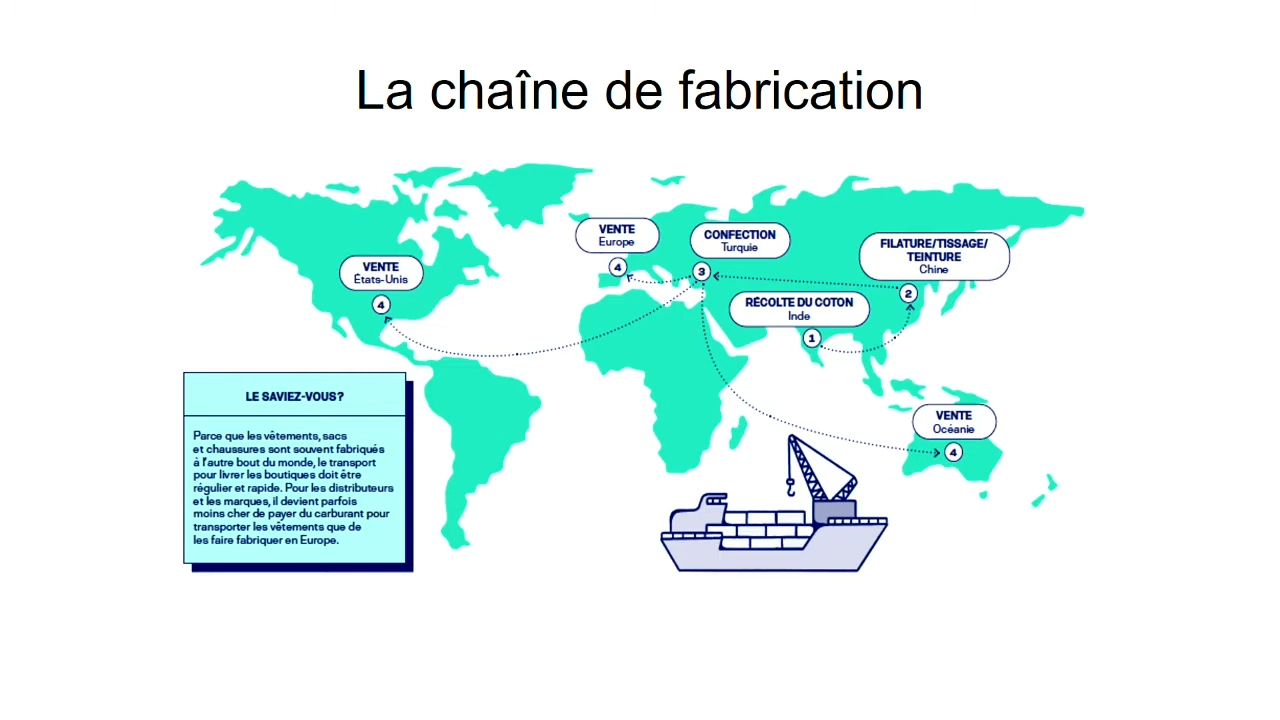 La chaîne de fabrication
VENTE
Europe
4
CONFECTION
Turquie
3
FILATURE/TISSAGE/
TEINTURE
Chine
2
VENTE
États-Unis
4
RÉCOLTE DU COTON
Inde
1
VENTE
Océanie
4
LE SAVIEZ-VOUS?
Parce que les vêtements, sacs
et chaussures sont souvent fabriqués
à l'autre bout du monde, le transport
pour livrer les boutiques doit être
régulier et rapide. Pour les distributeurs
et les marques, il devient parfois
moins cher de payer du carburant pour
transporter les vêtements que de
les faire fabriquer en Europe.